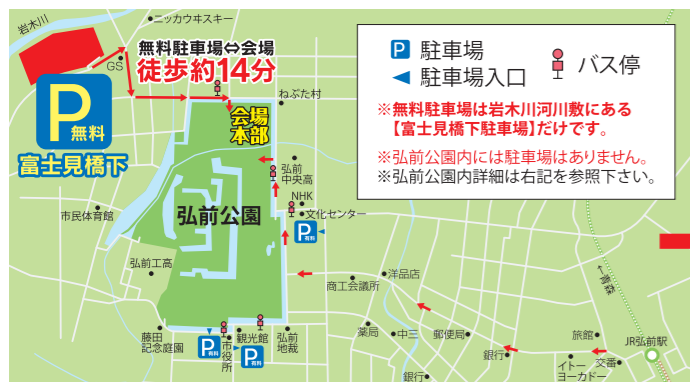 岩木川
ニッカウヰスキー
GS
無料駐車場⇔会場
徒歩約14分
ねぷた村
P
無料
富士見橋下
会場
本部
P 駐車場
駐車場入口
バス停
※無料駐車場は岩木川河川敷にある
【富士見橋下駐車場】だけです。
※弘前公園内には駐車場はありません。
※弘前公園内詳細は右記を参照下さい。
弘前
中央高
NHK
文化センター
P
有料
弘前公園
市民体育館
弘前工高
←青森
商工会議所
洋品店
藤田
記念庭園
P
有料
市役所
観光館
P
有料
弘前
地裁
薬局
中三
郵便局
銀行
銀行
旅館
イトー
ヨーカドー
交番
JR弘前駅